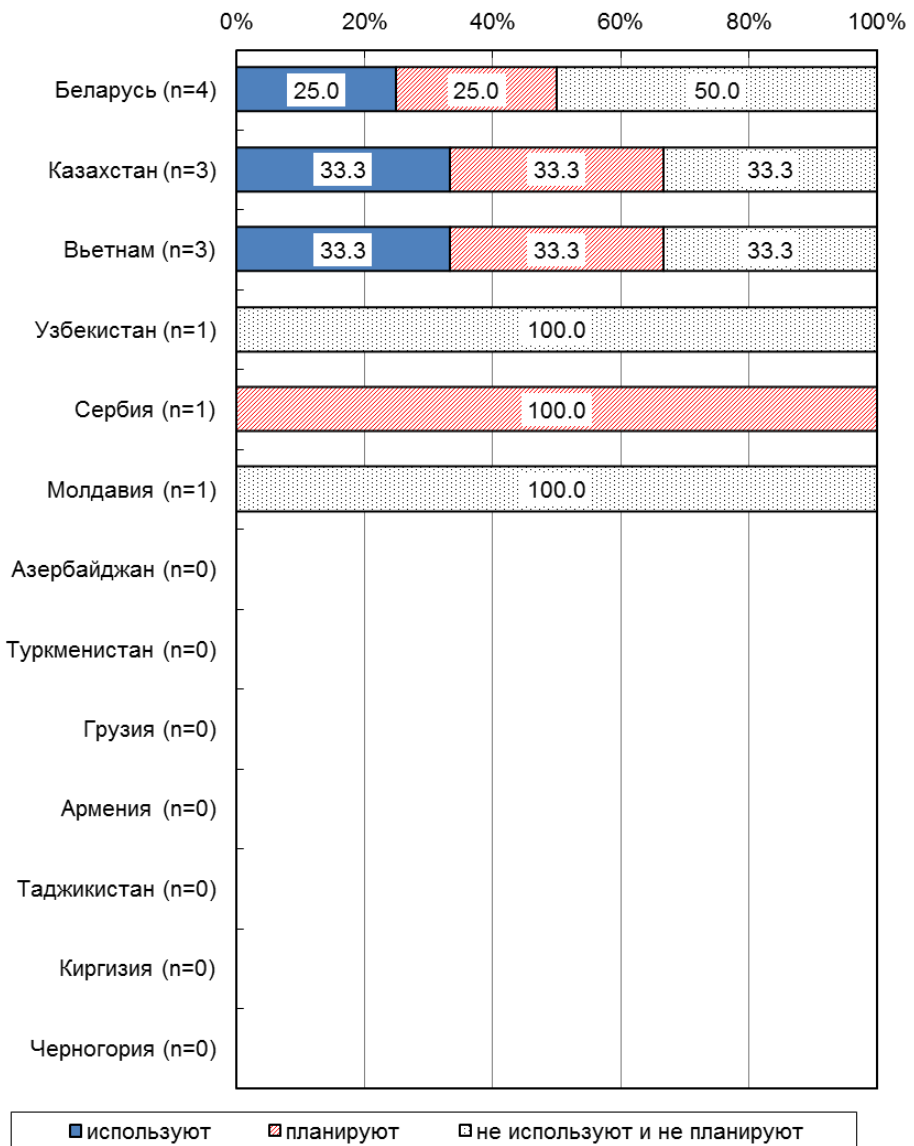 0% 20% 40% 60% 80% 100%
Беларусь (n=4) 25.0 25.0 50.0
Казахстан (n=3) 33.3 33.3 33.3
Вьетнам (n=3) 33.3 33.3 33.3
Узбекистан (n=1) 100.0
Сербия (n=1) 100.0
Молдавия (n=1) 100.0
Азербайджан (n=0)
Туркменистан (n=0)
Грузия (n=0)
Армения (n=0)
Таджикистан (n=0)
Киргизия (n=0)
Черногория (n=0)
используют планируют не используют и не планируют